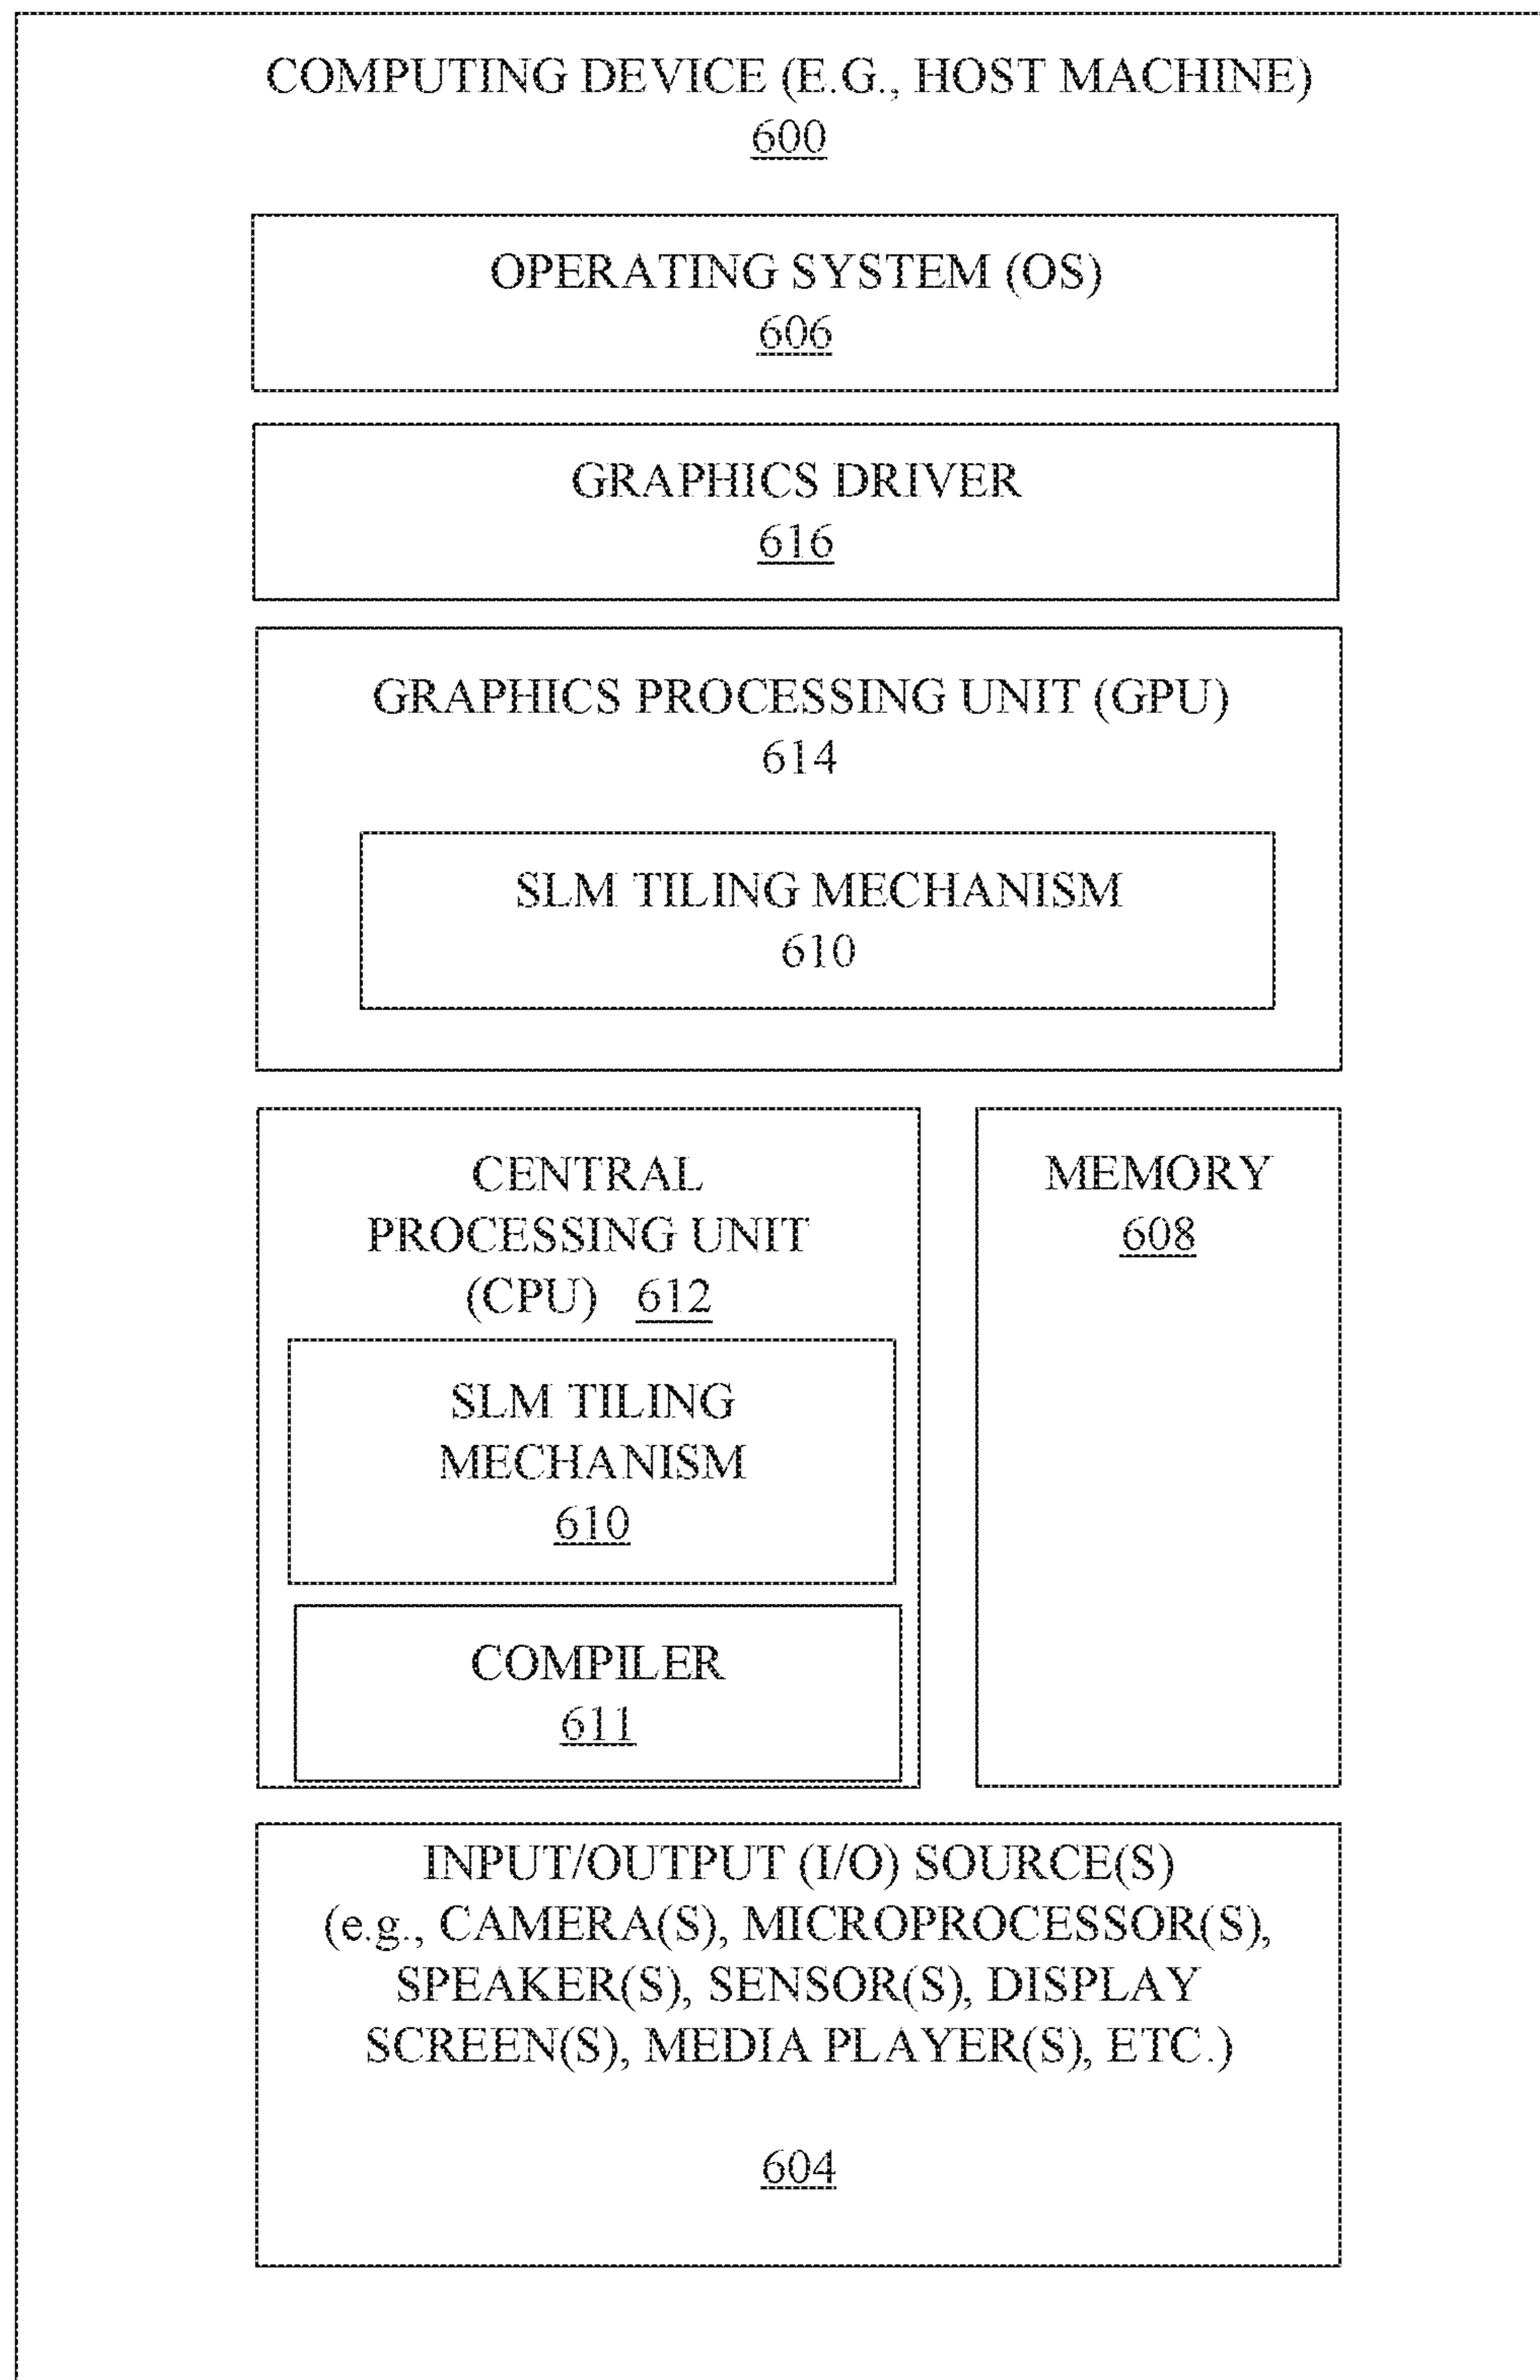 COMPUTING DEVICE (E.G., HOST MACHINE)
600
OPERATING SYSTEM (OS)
606
GRAPHICS DRIVER
616
GRAPHICS PROCESSING UNIT (GPU)
614
SLM TILING MECHANISM
610
CENTRAL
PROCESSING UNIT
(CPU) 612
SLM TILING
MECHANISM
610
COMPILER
611
MEMORY
608
INPUT/OUTPUT (I/O) SOURCE(S)
(e.g., CAMERA(S), MICROPROCESSOR(S),
SPEAKER(S), SENSOR(S), DISPLAY
SCREEN(S), MEDIA PLAYER(S), ETC.)
604